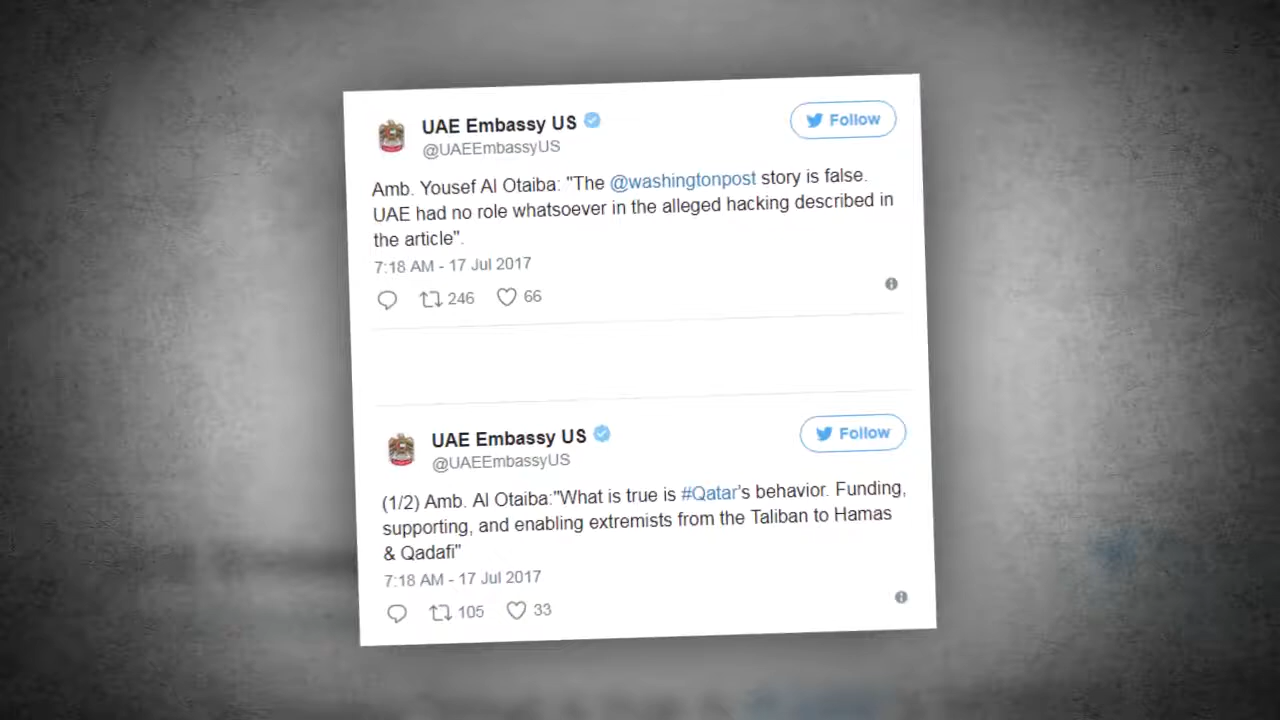 UAE Embassy US
Follow
@UAEEmbassyUS
Amb. Yousef Al Otaiba: "The @washingtonpost story is false.
UAE had no role whatsoever in the alleged hacking described in
the article".
7:18 AM - 17 Jul 2017
246 66
UAE Embassy US
Follow
@UAEEmbassyUS
(1/2) Amb. Al Otaiba:"What is true is #Qatar's behavior. Funding,
supporting, and enabling extremists from the Taliban to Hamas
& Qadafi"
7:18 AM - 17 Jul 2017
105 33